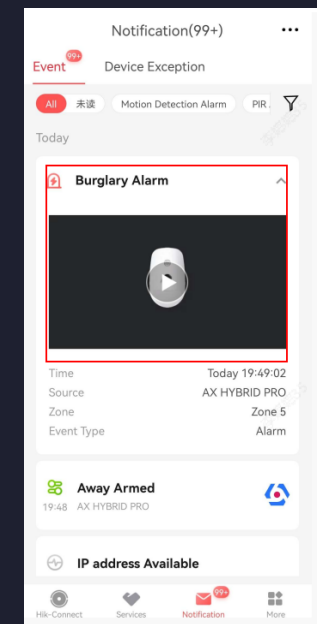 Notification(99+)
Event 99+ Device Exception
All 未读 Motion Detection Alarm PIR
Today
Burglary Alarm
Time Today 19:49:02
Source AX HYBRID PRO
Zone Zone 5
Event Type Alarm
Away Armed
19:48 AX HYBRID PRO
IP address Available
99+
Hik-Connect Services Notification More